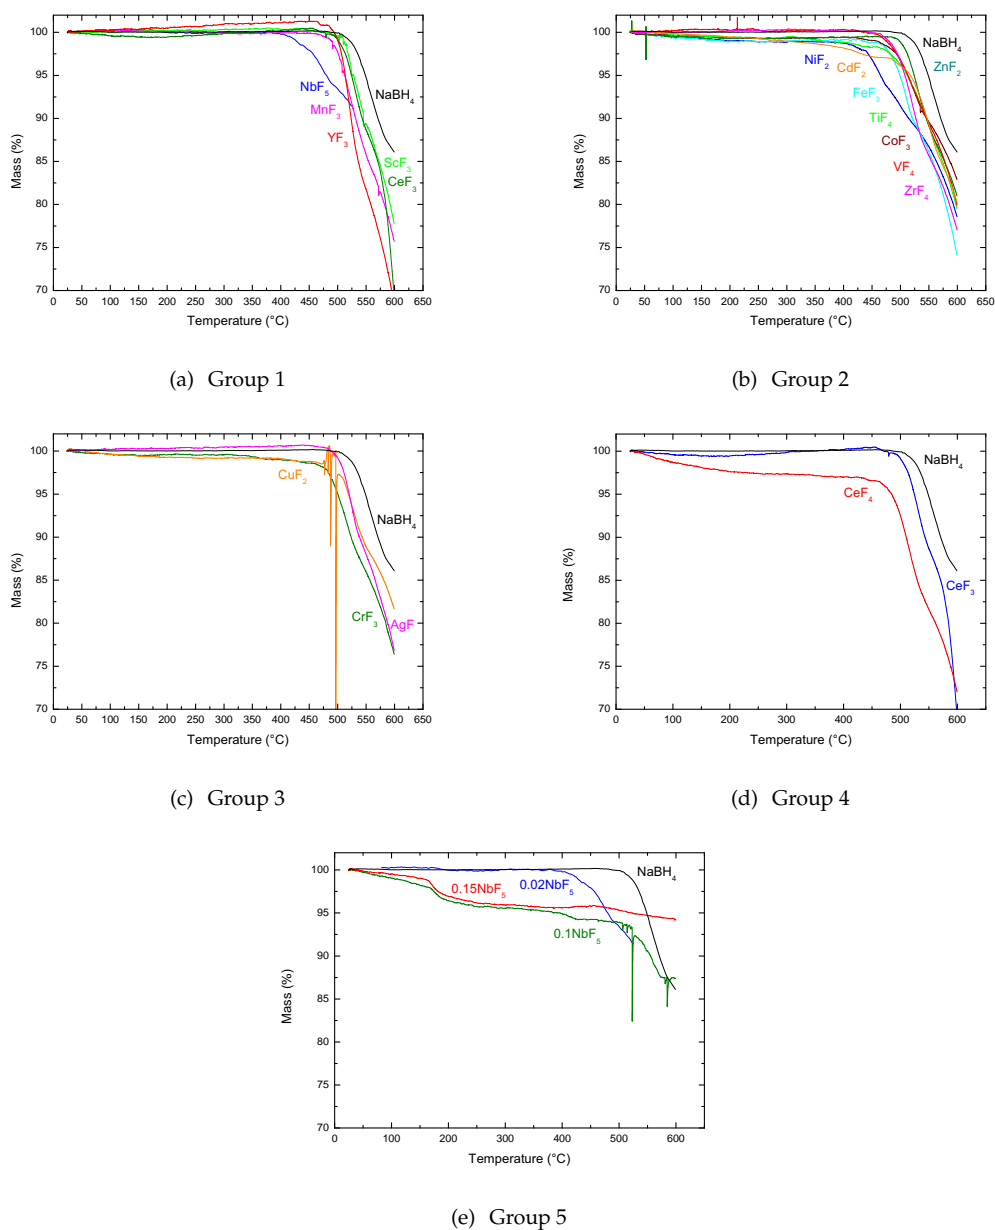 100
95
90
85
80
75
70
Mass (%)
NbF5
MnF3
YF3
NaBH4
ScF3
CeF3
0 50 100 150 200 250 300 350 400 450 500 550 600 650
Temperature (°C)
(a) Group 1
100
95
90
85
80
75
70
Mass (%)
NaBH4
NiF2
CdF2
ZnF2
FeF3
TiF4
CoF3
VF4
ZrF4
0 50 100 150 200 250 300 350 400 450 500 550 600 650
Temperature (°C)
(b) Group 2
100
95
90
85
80
75
70
Mass (%)
CuF2
NaBH4
CrF3
AgF
0 50 100 150 200 250 300 350 400 450 500 550 600 650
Temperature (°C)
(c) Group 3
100
95
90
85
80
75
70
Mass (%)
NaBH4
CeF4
CeF3
0 100 200 300 400 500 600
Temperature (°C)
(d) Group 4
100
95
90
85
80
75
70
Mass (%)
NaBH4
0.15NbF5
0.02NbF5
0.1NbF5
0 100 200 300 400 500 600
Temperature (°C)
(e) Group 5